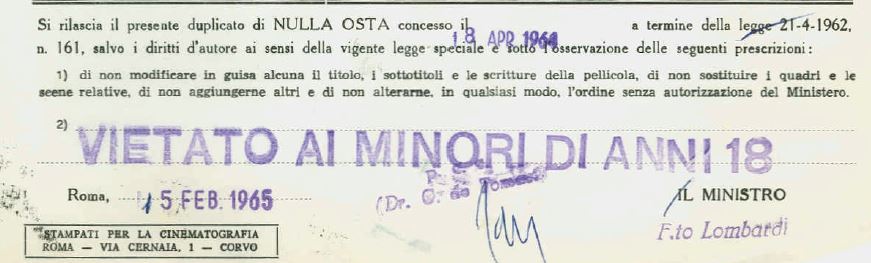 Si rilascia il presente duplicato di NULLA OSTA concesso il 18 APR 1964 a termine della legge 21-4-1962,
n. 161, salvo i diritti d'autore ai sensi della vigente legge speciale e sotto l'osservazione delle seguenti prescrizioni:
1) di non modificare in guisa alcuna il titolo, i sottotitoli e le scritture della pellicola, di non sostituire i quadri e le
scene relative, di non aggiungerne altri e di non alterarne, in qualsiasi modo, l'ordine senza autorizzazione del Ministero.
2) VIETATO AI MINORI DI ANNI 18
Roma, 15 FEB. 1965
(Dr. G. de Tomasi)
IL MINISTRO
F.to Lombardi
STAMPATI PER LA CINEMATOGRAFIA
ROMA — VIA CERNAIA, 1 — CORVO